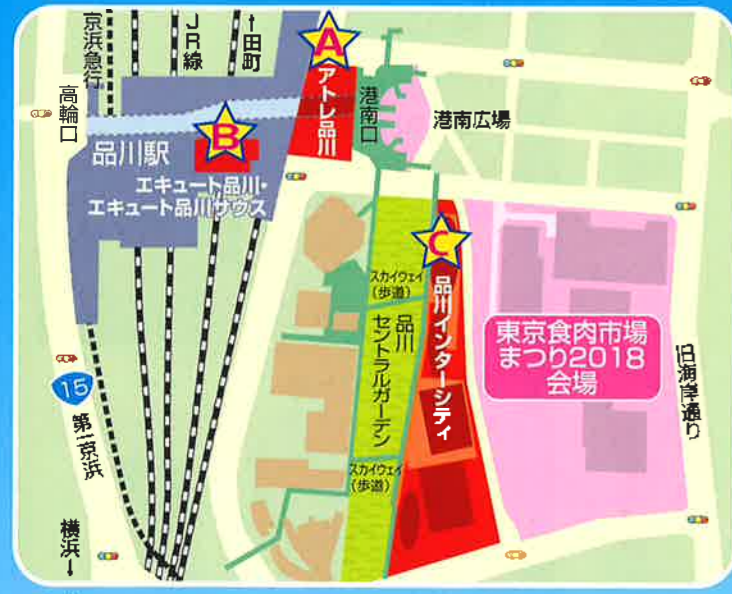 京浜急行
JR線
←田町
A
アトレ品川
高輪口
港南口
港南広場
B
品川駅
エキュート品川・
エキュート品川サウス
C
品川インターシティ
スカイウェイ
(歩道)
品川
セントラルガーデン
東京食肉市場
まつり2018
会場
旧海岸通り
15
第一京浜
スカイウェイ
(歩道)
横浜→